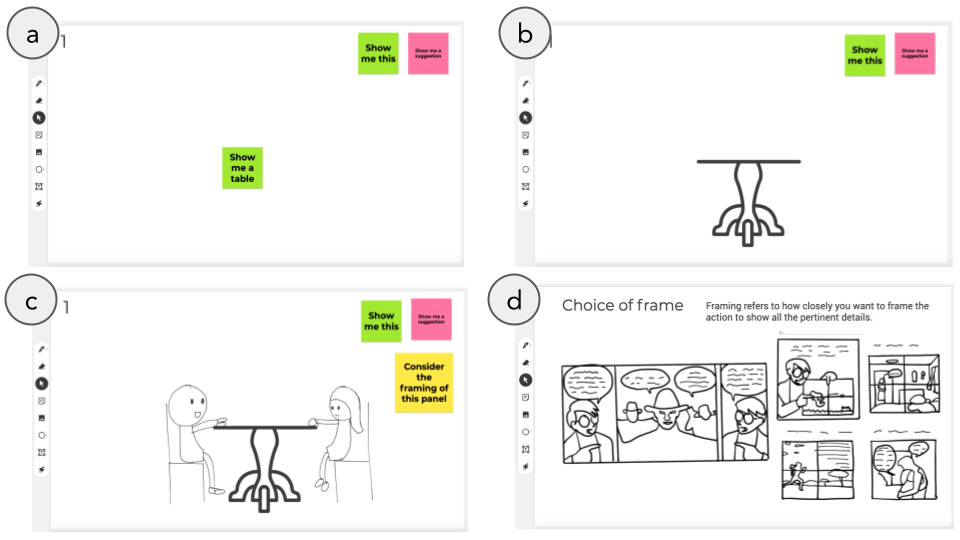 a
1
Show
me this
Show me a
suggestion
Show
me a
table
b
Show
me this
Show me a
suggestion
c
1
Show
me this
Show me a
suggestion
Consider
the
framing of
this panel
d
Choice of frame
Framing refers to how closely you want to frame the
action to show all the pertinent details.